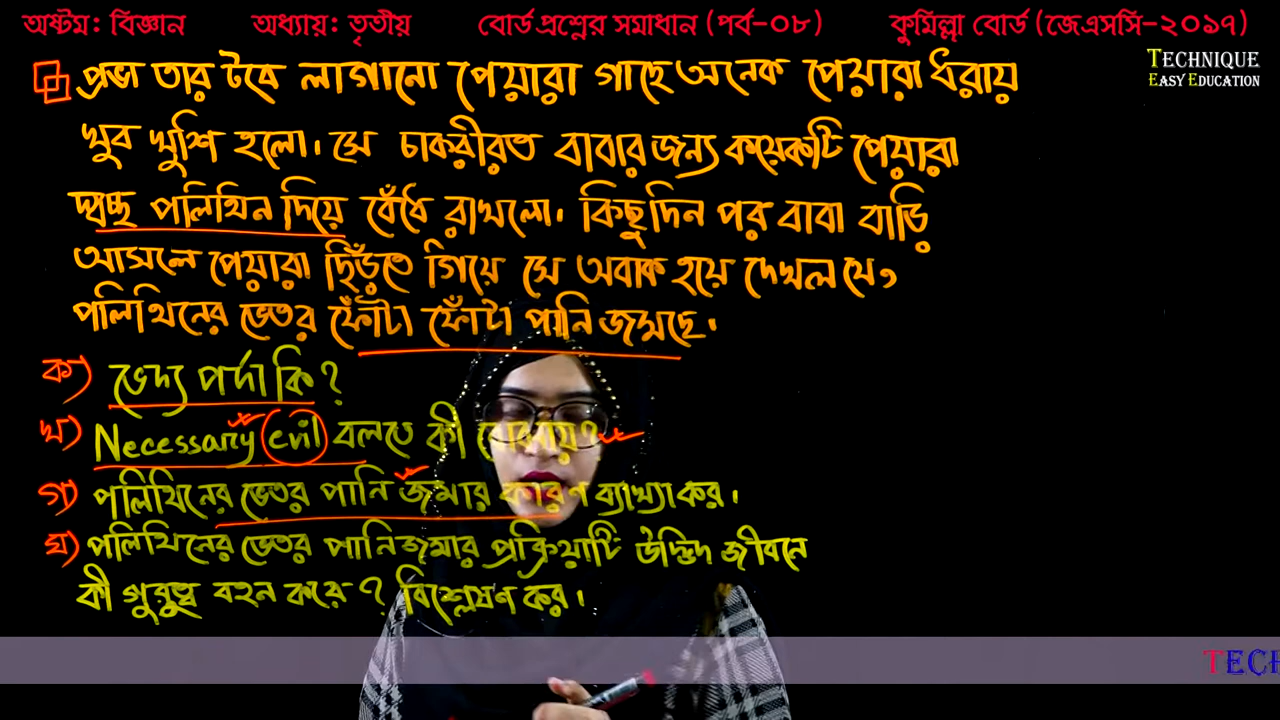 অষ্টম: বিজ্ঞান অধ্যায়: তৃতীয় বোর্ড প্রশ্নের সমাধান (পর্ব-০৮) কুমিল্লা বোর্ড (জেএসসি-২০১৭)
TECHNIQUE
EASY EDUCATION
প্রভা তার টবে লাগানো পেয়ারা গাছে অনেক পেয়ারা ধরায়
খুব খুশি হলো। সে চাকরীরত বাবার জন্য কয়েকটি পেয়ারা
স্বচ্ছ পলিথিন দিয়ে বেঁধে রাখলো। কিছুদিন পর বাবা বাড়ি
আসলে পেয়ারা ছিঁড়তে গিয়ে সে অবাক হয়ে দেখল যে,
পলিথিনের ভেতর ফোঁটা ফোঁটা পানি জমছে।
ক) ভেদ্য পর্দা কি?
খ) Necessary evil বলতে কী বোঝায়?
গ) পলিথিনের ভেতর পানি জমার কারণ ব্যাখ্যা কর।
ঘ) পলিথিনের ভেতর পানি জমার প্রক্রিয়াটি উদ্ভিদ জীবনে
কী গুরুত্ব বহন করে? বিশ্লেষণ কর।
TECH